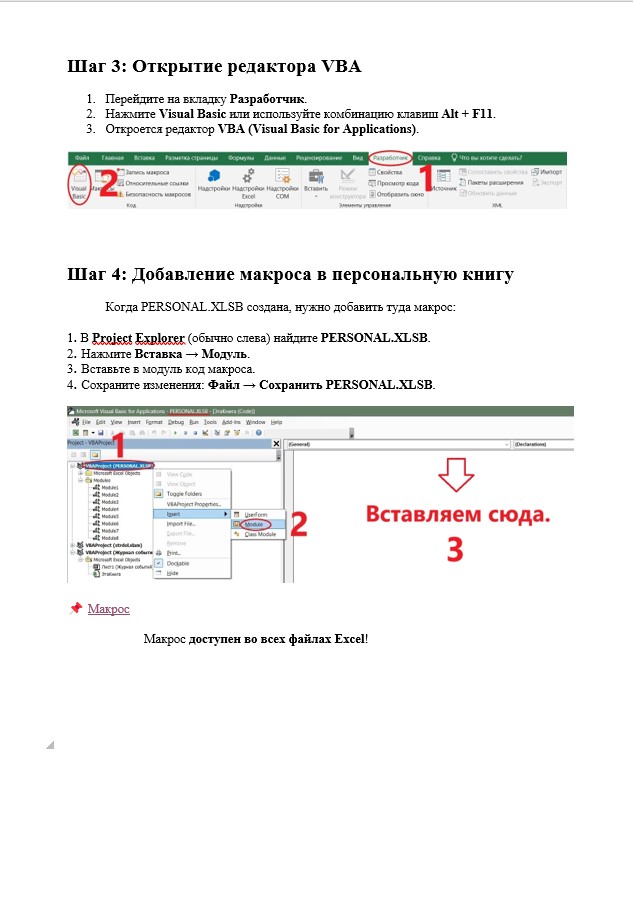 Шаг 3: Открытие редактора VBA
1. Перейдите на вкладку Разработчик.
2. Нажмите Visual Basic или используйте комбинацию клавиш Alt + F11.
3. Откроется редактор VBA (Visual Basic for Applications).
Файл Главная Вставка Разметка страницы Формулы Данные Рецензирование Вид Разработчик Справка Что вы хотите сделать?
Visual Basic
2
Запись макроса
Относительные ссылки
Безопасность макросов
Код
Надстройки
Надстройки Excel
Надстройки COM
Надстройки
Вставить
Режим конструктора
Свойства
Просмотр кода
Отобразить окно
Элементы управления
1
Источник
Сопоставить свойства
Пакеты расширения
Обновить данные
Импорт
Экспорт
XML
Шаг 4: Добавление макроса в персональную книгу
Когда PERSONAL.XLSB создана, нужно добавить туда макрос:
1. В Project Explorer (обычно слева) найдите PERSONAL.XLSB.
2. Нажмите Вставка → Модуль.
3. Вставьте в модуль код макроса.
4. Сохраните изменения: Файл → Сохранить PERSONAL.XLSB.
Microsoft Visual Basic for Applications - PERSONAL.XLSB - [ЭтаКнига (Code)]
File Edit View Insert Format Debug Run Tools Add-Ins Window Help
Project - VBAProject
1
VBAProject (PERSONAL.XLSB)
Microsoft Excel Objects
Modules
Module1
Module2
Module3
Module4
Module5
Module6
Module7
Module8
VBAProject (Журнал событи
Microsoft Excel Objects
Лист1 (Журнал событий
ЭтаКнига
View Code
View Object
Toggle Folders
VBAProject Properties...
Insert
Import File...
Export File...
Remove
Print...
Dockable
Hide
UserForm
Module
Class Module
2
(General)
(Declarations)
Вставляем сюда.
3
Макрос
Макрос доступен во всех файлах Excel!